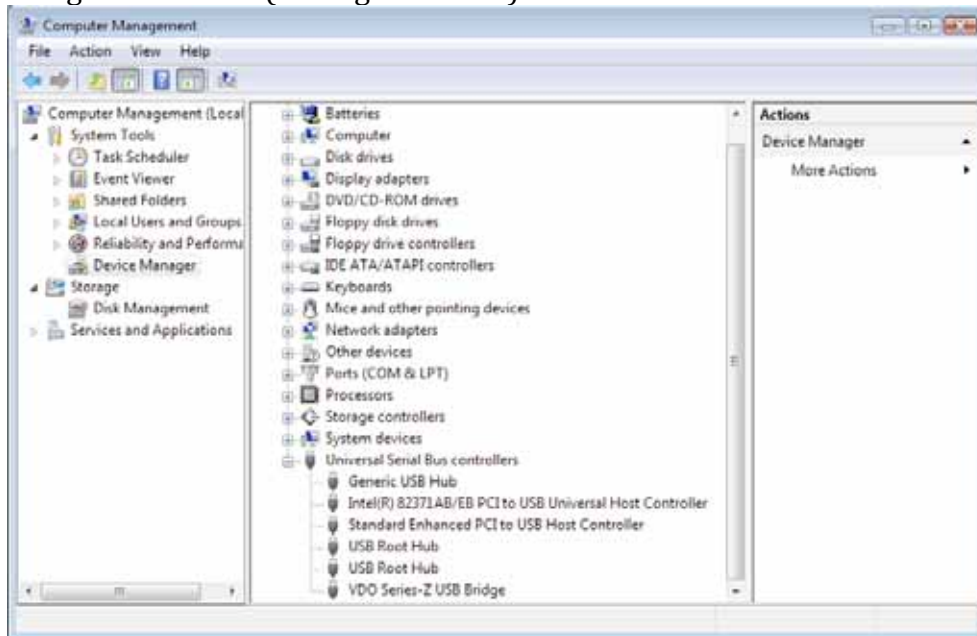 Computer Management
File Action View Help
Computer Management (Local
System Tools
Task Scheduler
Event Viewer
Shared Folders
Local Users and Groups
Reliability and Performa
Device Manager
Storage
Disk Management
Services and Applications
Batteries
Computer
Disk drives
Display adapters
DVD/CD-ROM drives
Floppy disk drives
Floppy drive controllers
IDE ATA/ATAPI controllers
Keyboards
Mice and other pointing devices
Network adapters
Other devices
Ports (COM & LPT)
Processors
Storage controllers
System devices
Universal Serial Bus controllers
Generic USB Hub
Intel(R) 82371AB/EB PCI to USB Universal Host Controller
Standard Enhanced PCI to USB Host Controller
USB Root Hub
USB Root Hub
VDO Series-Z USB Bridge
Actions
Device Manager
More Actions